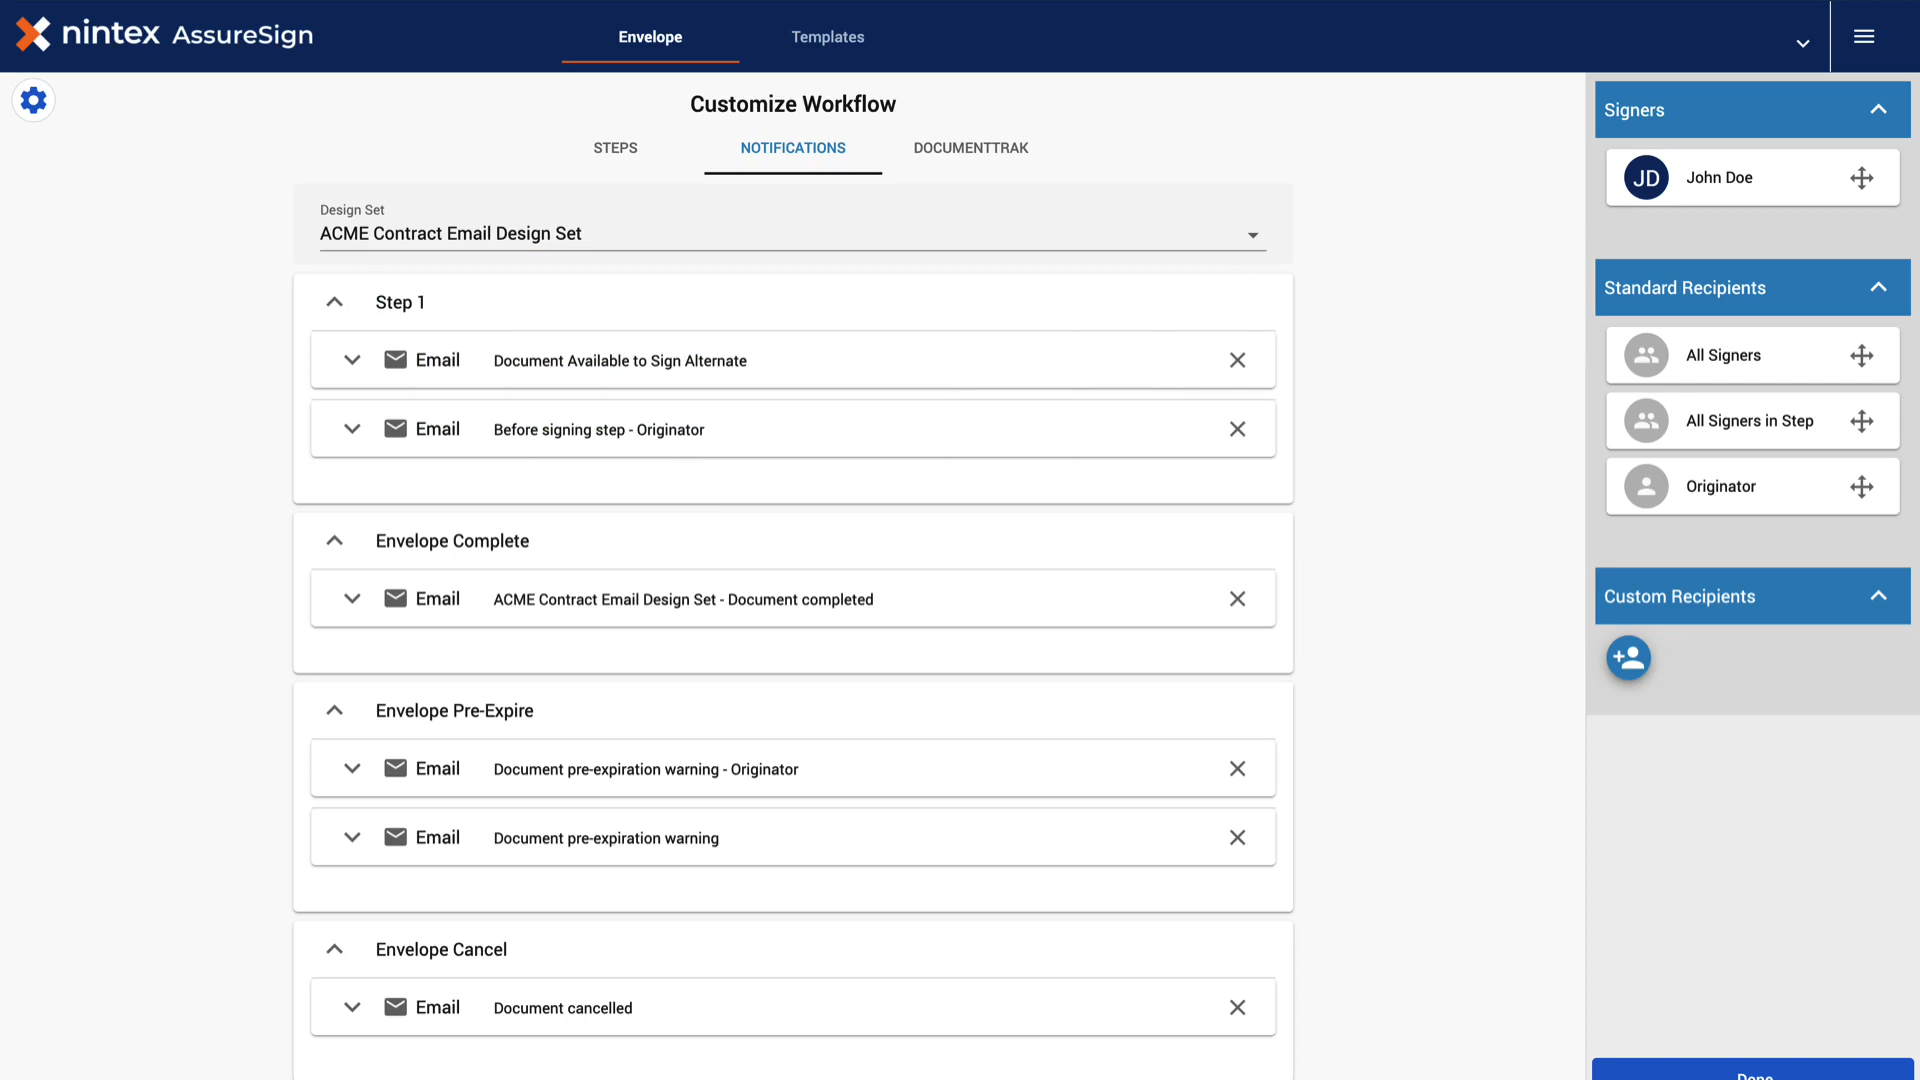 nintex AssureSign
Envelope
Templates
Customize Workflow
STEPS
NOTIFICATIONS
DOCUMENTTRAK
Design Set
ACME Contract Email Design Set
Step 1
Email Document Available to Sign Alternate
Email Before signing step - Originator
Envelope Complete
Email ACME Contract Email Design Set - Document completed
Envelope Pre-Expire
Email Document pre-expiration warning - Originator
Email Document pre-expiration warning
Envelope Cancel
Email Document cancelled
Signers
JD John Doe
Standard Recipients
All Signers
All Signers in Step
Originator
Custom Recipients
Done